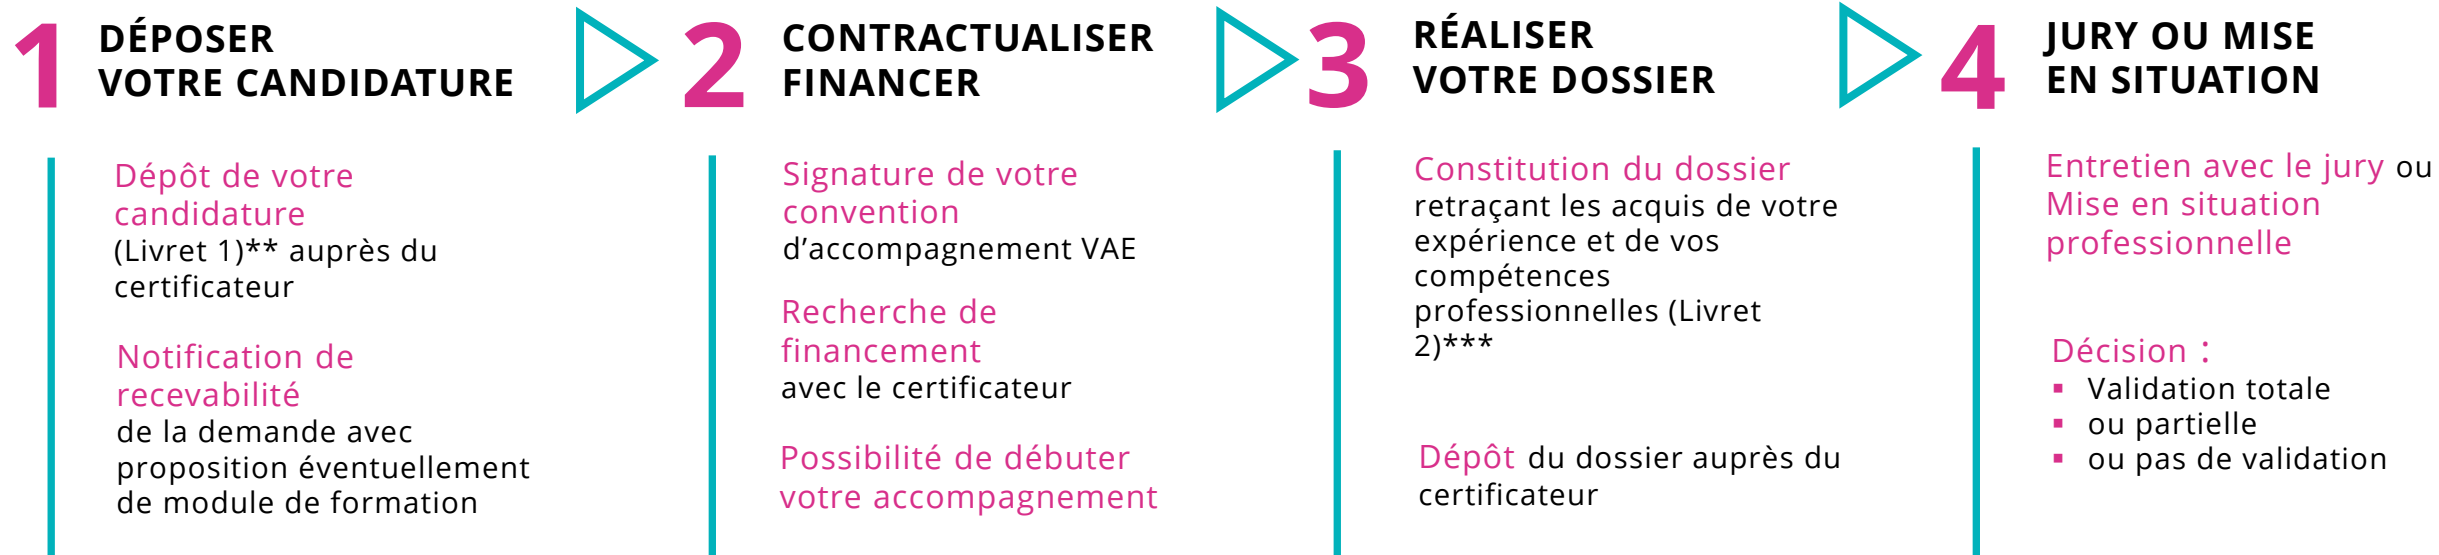 1
DÉPOSER
VOTRE CANDIDATURE
Dépôt de votre
candidature
(Livret 1)** auprès du
certificateur
Notification de
recevabilité
de la demande avec
proposition éventuellement
de module de formation
2
CONTRACTUALISER
FINANCER
Signature de votre
convention
d’accompagnement VAE
Recherche de
financement
avec le certificateur
Possibilité de débuter
votre accompagnement
3
RÉALISER
VOTRE DOSSIER
Constitution du dossier
retraçant les acquis de votre
expérience et de vos
compétences
professionnelles (Livret
2)***
Dépôt du dossier auprès du
certificateur
4
JURY OU MISE
EN SITUATION
Entretien avec le jury ou
Mise en situation
professionnelle
Décision :
▪ Validation totale
▪ ou partielle
▪ ou pas de validation